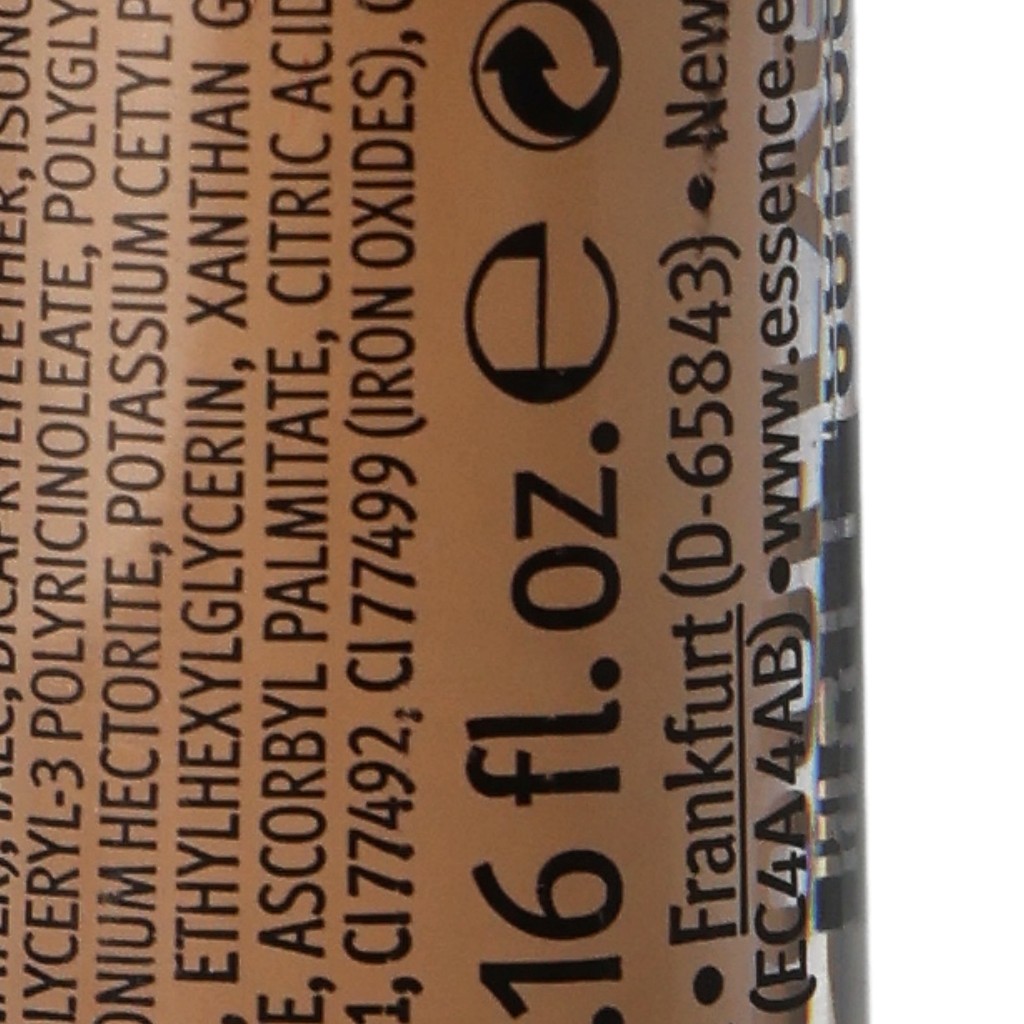 LYCERYL-3 POLYRICINOLEATE, POLYGLY
ONIUM HECTORITE, POTASSIUM CETYL P
ETHYLHEXYLGLYCERIN, XANTHAN G
E, ASCORBYL PALMITATE, CITRIC ACID
1, CI 77492, CI 77499 (IRON OXIDES),
.16 fl. oz. e
• Frankfurt (D-65843) • New
(EC4A 4AB) • www.essence.e